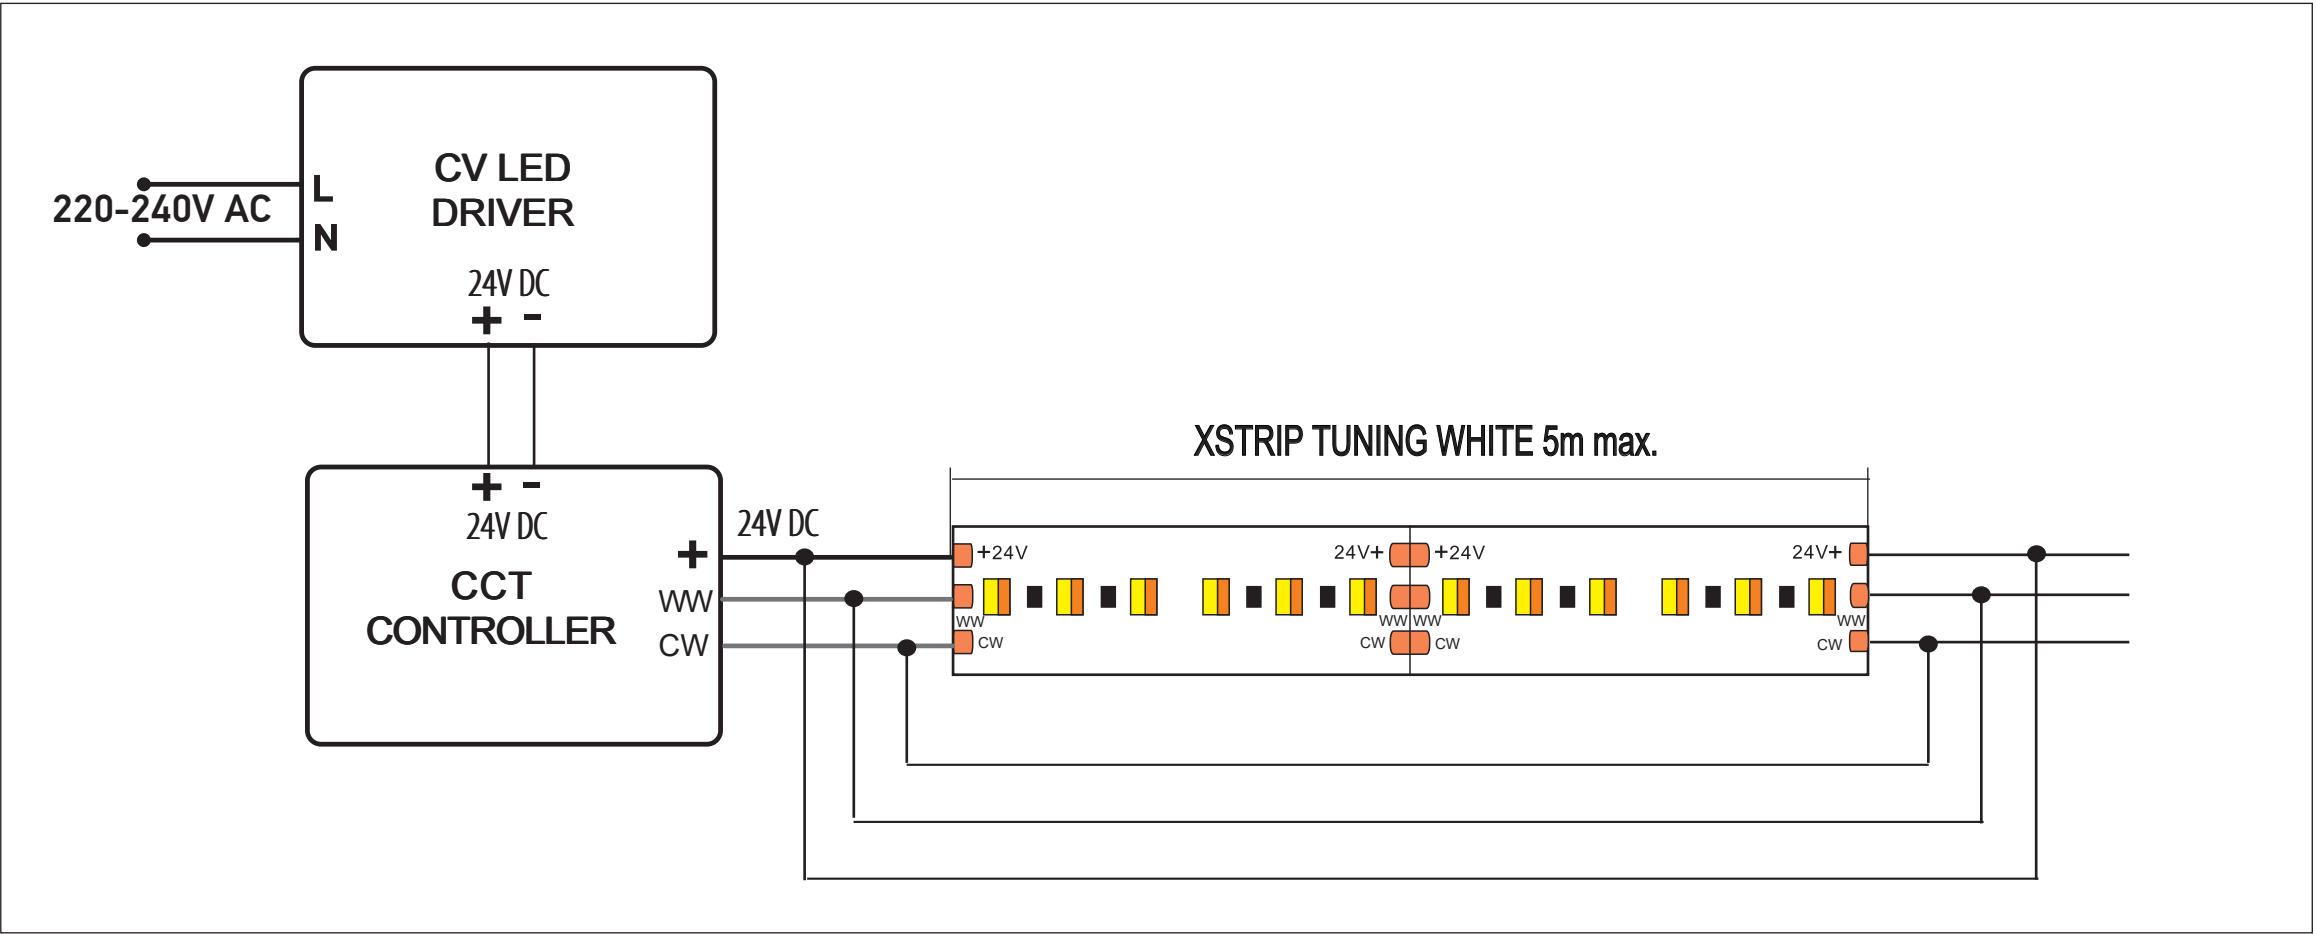 CV LED
DRIVER
220-240V AC
L
N
24V DC
+ -
+ -
24V DC
CCT
CONTROLLER
+
WW
CW
24V DC
XSTRIP TUNING WHITE 5m max.
+24V 24V+ +24V 24V+
WW WW WW WW
CW CW CW CW